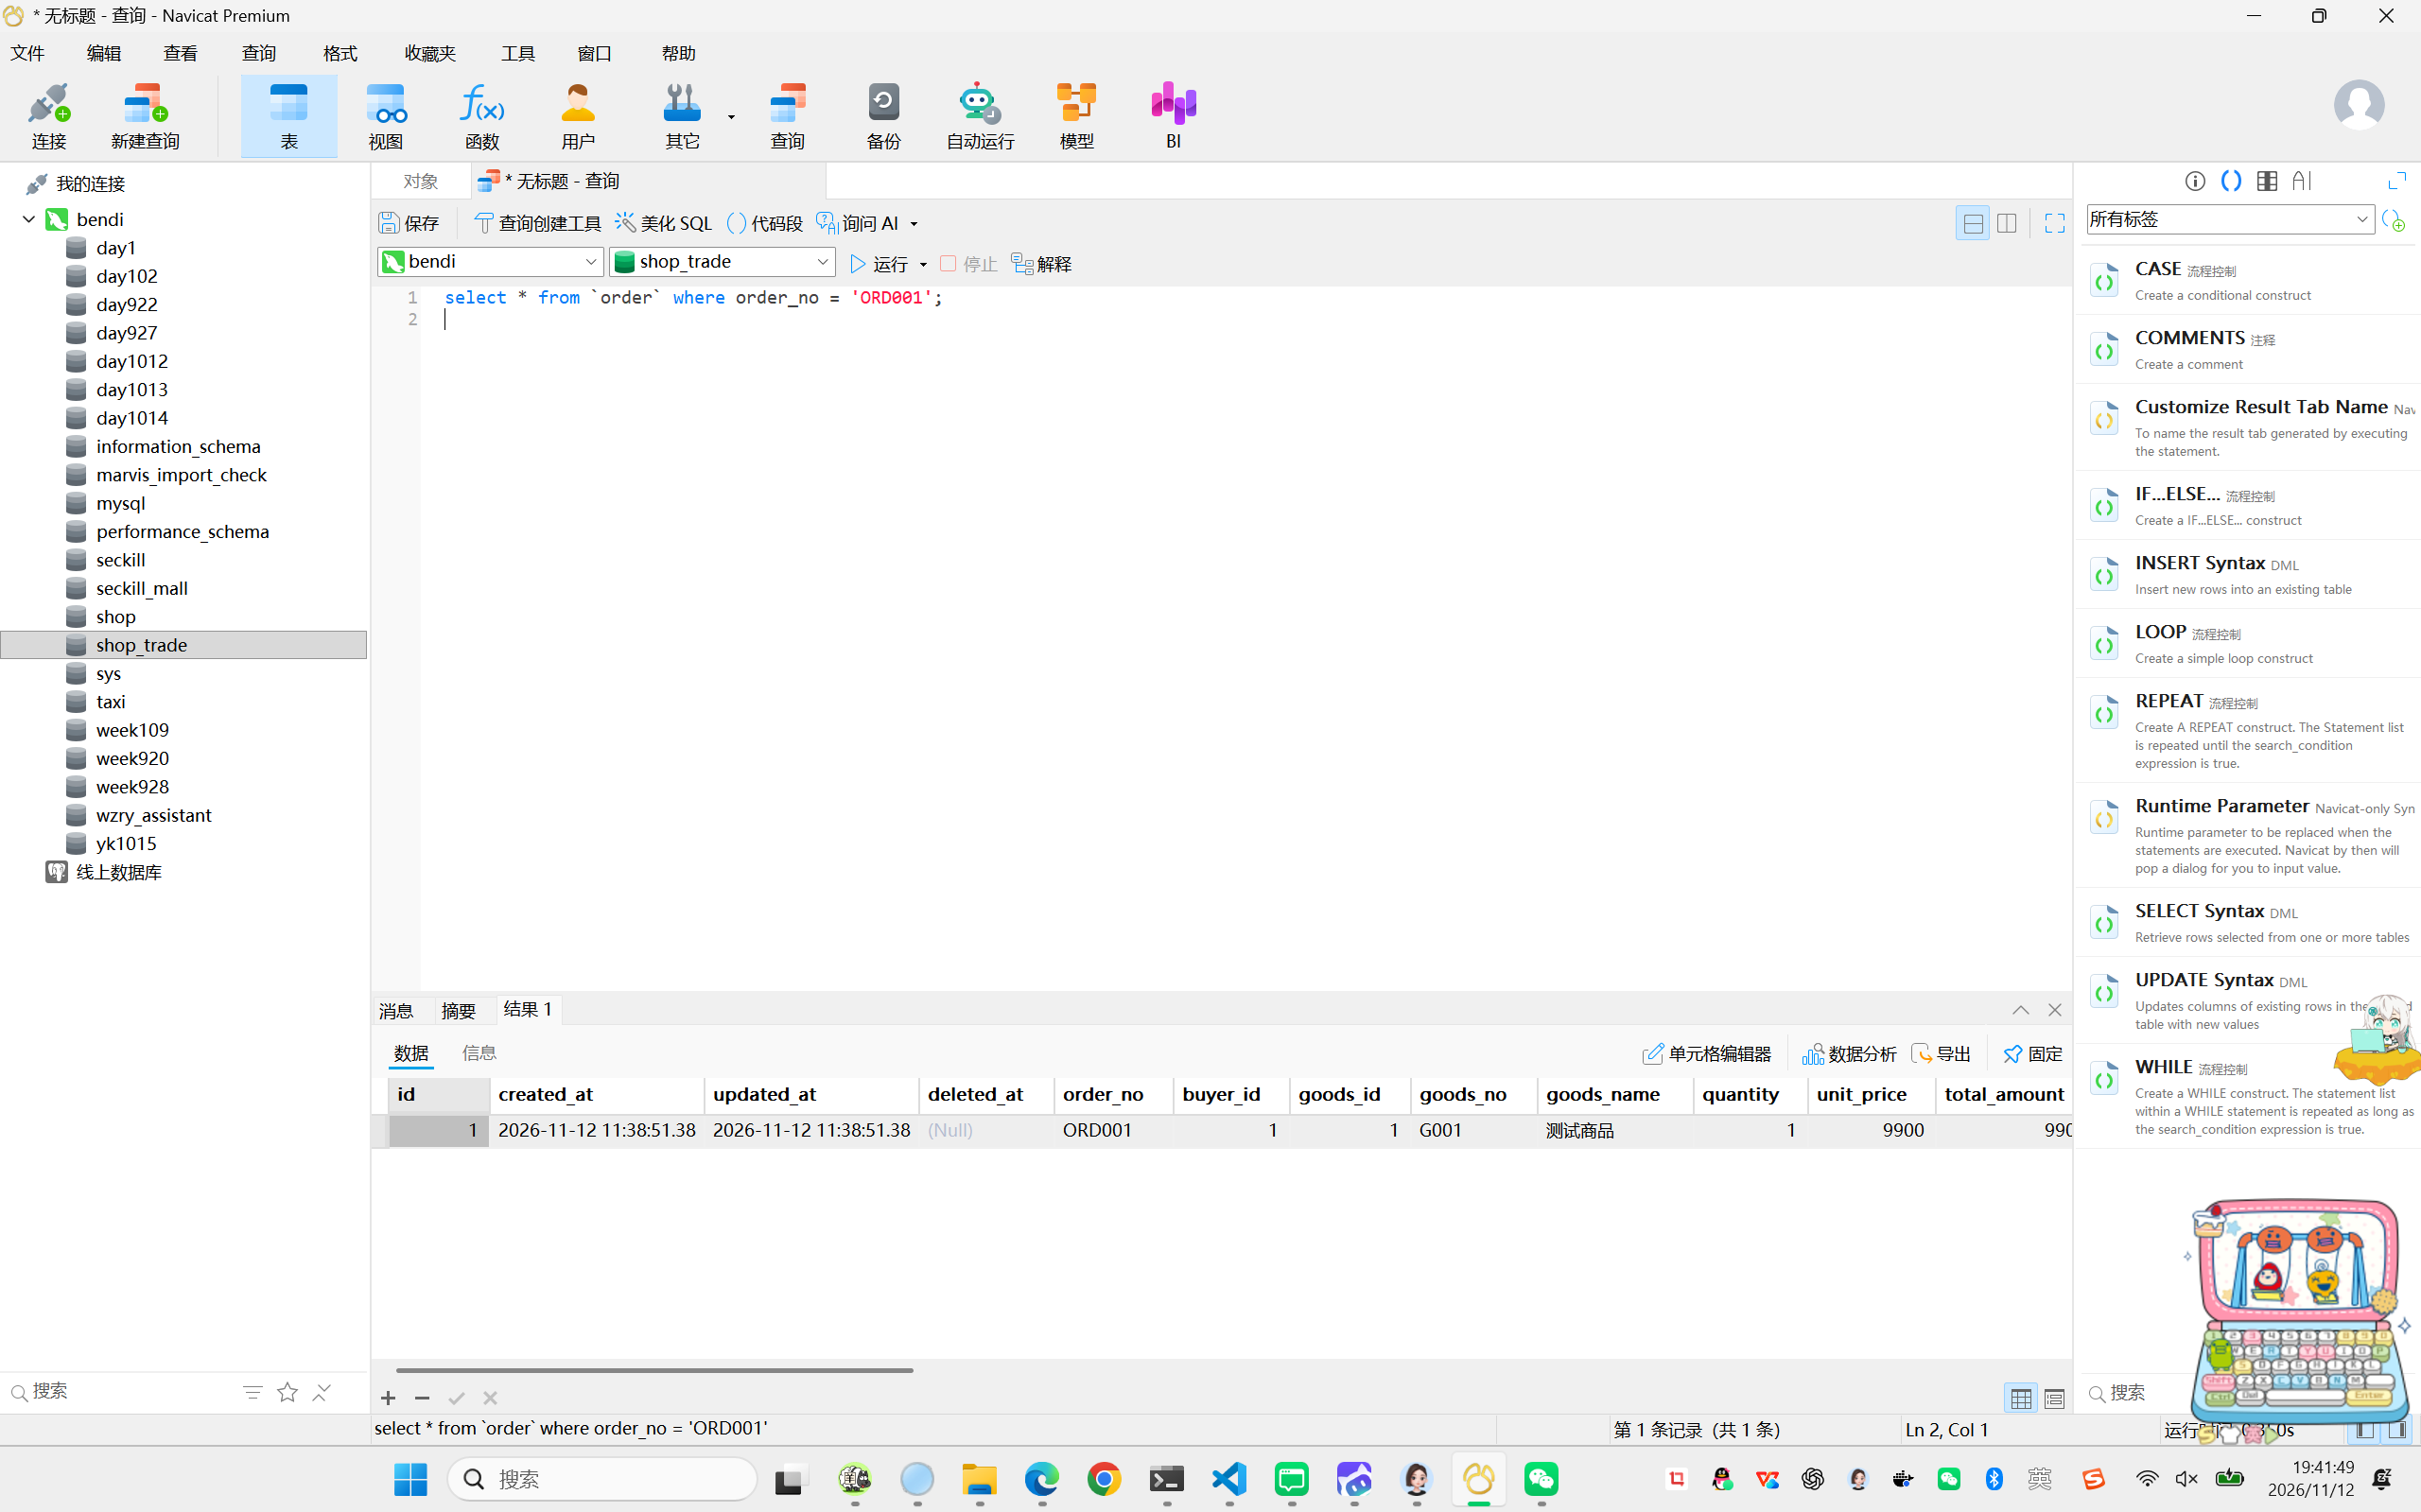 * 无标题 - 查询 - Navicat Premium
文件 编辑 查看 查询 格式 收藏夹 工具 窗口 帮助
连接 新建查询 表 视图 函数 用户 其它 查询 备份 自动运行 模型 BI
我的连接
bendi
day1
day102
day922
day927
day1012
day1013
day1014
information_schema
marvis_import_check
mysql
performance_schema
seckill
seckill_mall
shop
shop_trade
sys
taxi
week109
week920
week928
wzry_assistant
yk1015
线上数据库
搜索
对象 * 无标题 - 查询
保存 查询创建工具 美化 SQL 代码段 询问 AI
bendi shop_trade 运行 停止 解释
1 select * from `order` where order_no = 'ORD001';
2
消息 摘要 结果 1
数据 信息 单元格编辑器 数据分析 导出 固定
id created_at updated_at deleted_at order_no buyer_id goods_id goods_no goods_name quantity unit_price total_amount
1 2026-11-12 11:38:51.38 2026-11-12 11:38:51.38 (Null) ORD001 1 1 G001 测试商品 1 9900 990
select * from `order` where order_no = 'ORD001'
第 1 条记录 (共 1 条)
Ln 2, Col 1
所有标签
CASE 流程控制
Create a conditional construct
COMMENTS 注释
Create a comment
Customize Result Tab Name Nav
To name the result tab generated by executing
the statement.
IF...ELSE... 流程控制
Create a IF...ELSE... construct
INSERT Syntax DML
Insert new rows into an existing table
LOOP 流程控制
Create a simple loop construct
REPEAT 流程控制
Create A REPEAT construct. The Statement list
is repeated until the search_condition
expression is true.
Runtime Parameter Navicat-only Syn
Runtime parameter to be replaced when the
statements are executed. Navicat by then will
pop a dialog for you to input value.
SELECT Syntax DML
Retrieve rows selected from one or more tables
UPDATE Syntax DML
Updates columns of existing rows in the
table with new values
WHILE 流程控制
Create a WHILE construct. The statement list
within a WHILE statement is repeated as long as
the search_condition expression is true.
搜索
搜索
英
19:41:49
2026/11/12